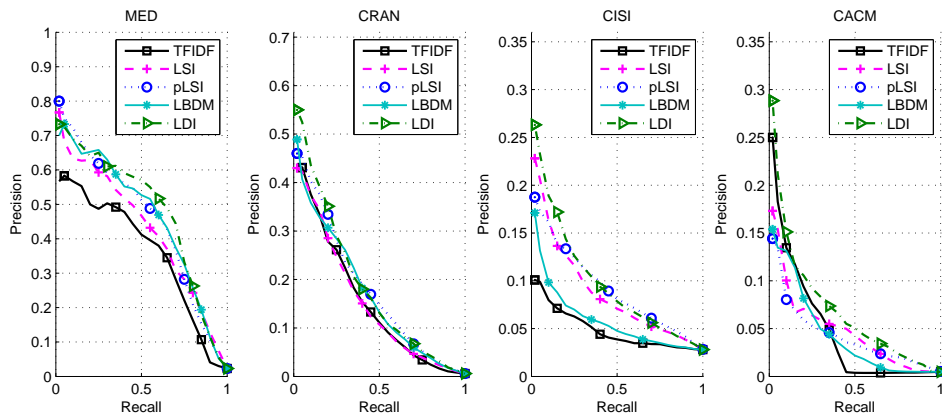 MED
1
0.9
0.8
0.7
0.6
0.5
0.4
0.3
0.2
0.1
0
0
0.5
1
Precision
Recall
TFIDF
LSI
pLSI
LBDM
LDI
CRAN
0.7
0.6
0.5
0.4
0.3
0.2
0.1
0
0
0.5
1
Precision
Recall
TFIDF
LSI
pLSI
LBDM
LDI
CISI
0.35
0.3
0.25
0.2
0.15
0.1
0.05
0
0
0.5
1
Precision
Recall
TFIDF
LSI
pLSI
LBDM
LDI
CACM
0.35
0.3
0.25
0.2
0.15
0.1
0.05
0
0
0.5
1
Precision
Recall
TFIDF
LSI
pLSI
LBDM
LDI